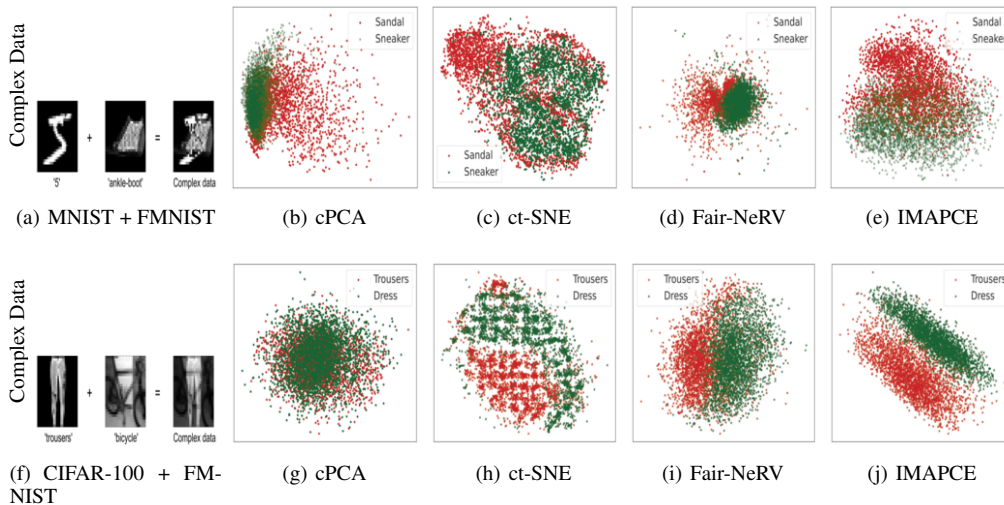 Complex Data
'5'
+
'ankle-boot'
=
Complex data
(a) MNIST + FMNIST
Sandal
Sneaker
(b) cPCA
Sandal
Sneaker
(c) ct-SNE
Sandal
Sneaker
(d) Fair-NeRV
Sandal
Sneaker
(e) IMAPCE
Complex Data
'trousers'
+
'bicycle'
=
Complex data
(f) CIFAR-100 + FM-
NIST
Trousers
Dress
(g) cPCA
Trousers
Dress
(h) ct-SNE
Trousers
Dress
(i) Fair-NeRV
Trousers
Dress
(j) IMAPCE